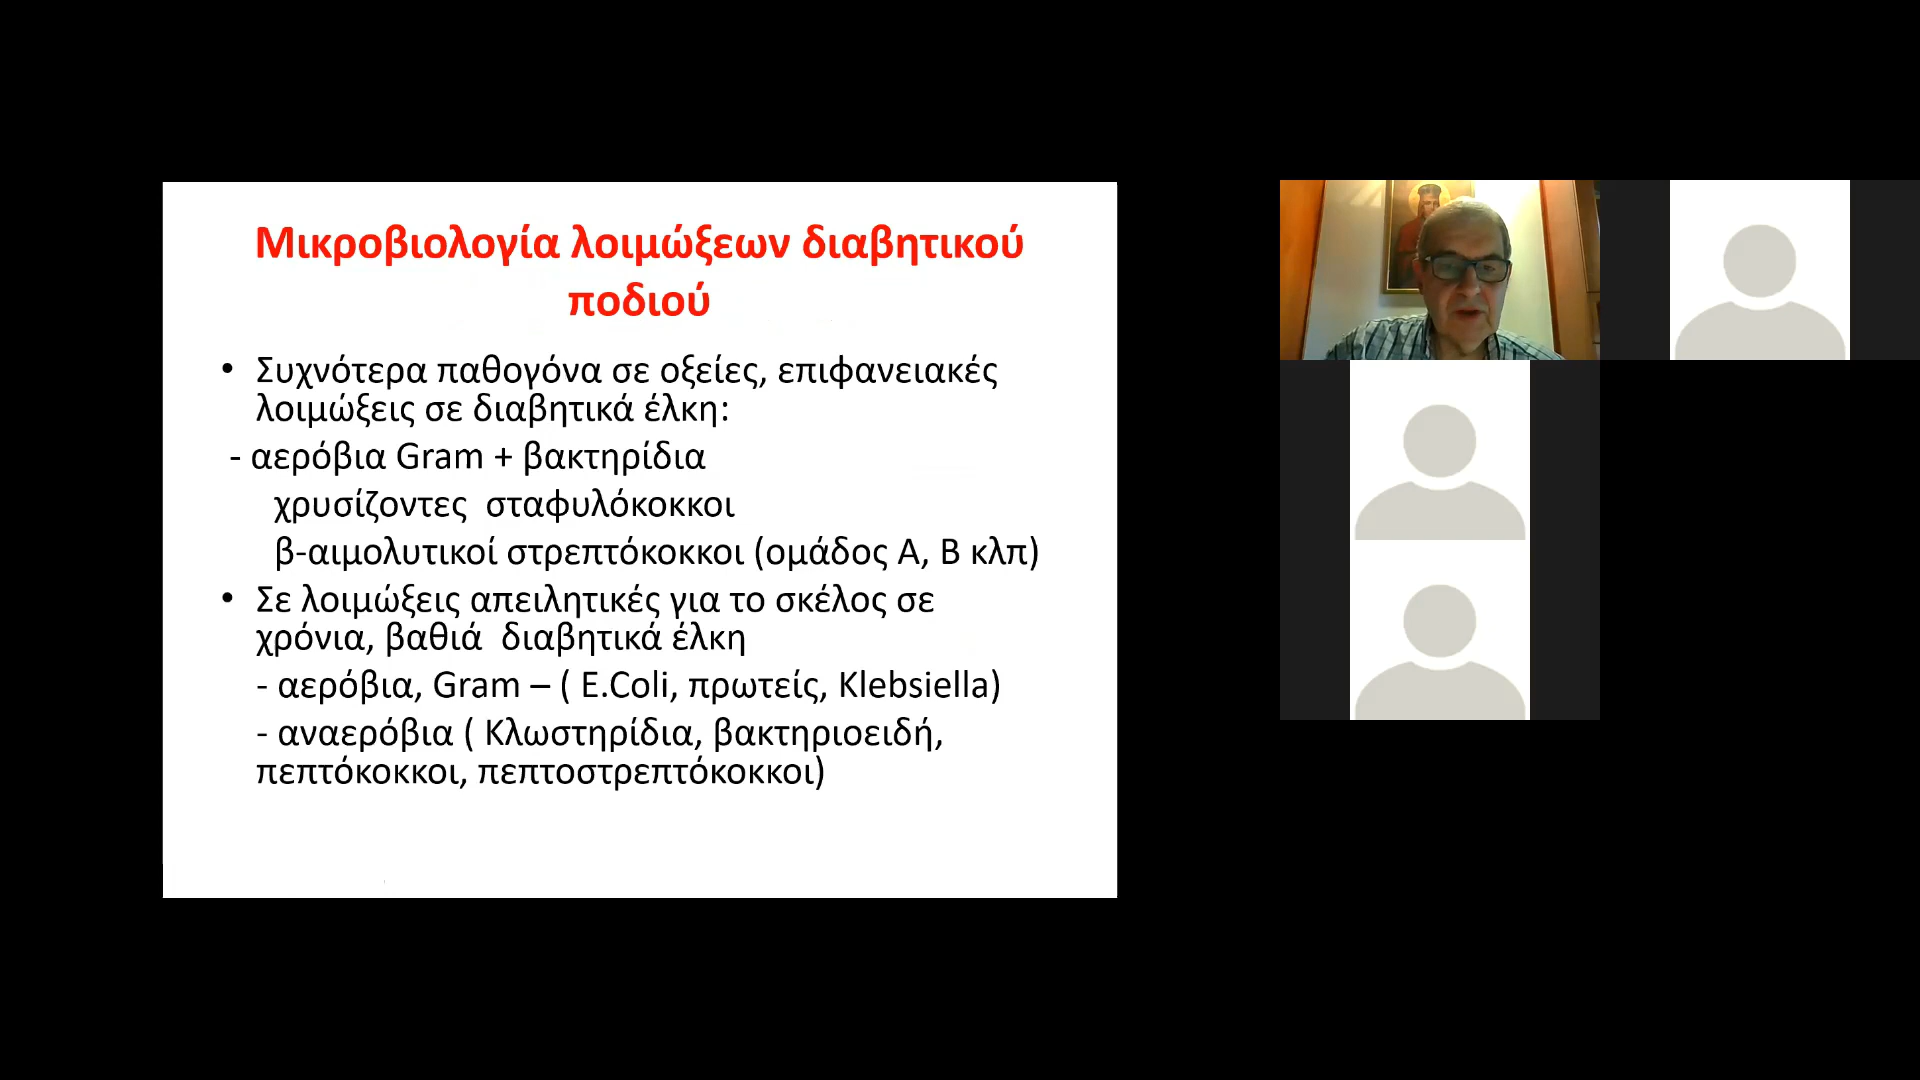 Μικροβιολογία λοιμώξεων διαβητικού
ποδιού
• Συχνότερα παθογόνα σε οξείες, επιφανειακές
λοιμώξεις σε διαβητικά έλκη:
- αερόβια Gram + βακτηρίδια
χρυσίζοντες σταφυλόκοκκοι
β-αιμολυτικοί στρεπτόκοκκοι (ομάδος Α, Β κλπ)
• Σε λοιμώξεις απειλητικές για το σκέλος σε
χρόνια, βαθιά διαβητικά έλκη
- αερόβια, Gram – ( E.Coli, πρωτείς, Klebsiella)
- αναερόβια ( Κλωστηρίδια, βακτηριοειδή,
πεπτόκοκκοι, πεπτοστρεπτόκοκκοι)